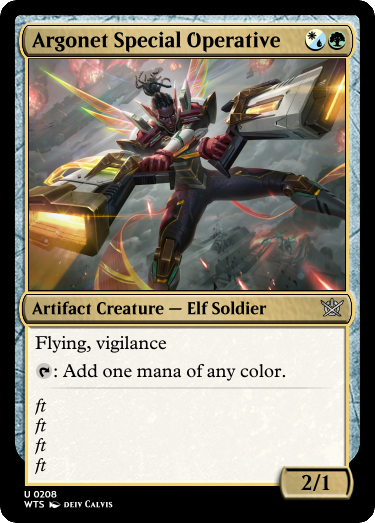 Argonet Special Operative
Artifact Creature — Elf Soldier
Flying, vigilance
: Add one mana of any color.
ft
ft
ft
ft
2/1
U 0208
WTS DEIV CALVIS